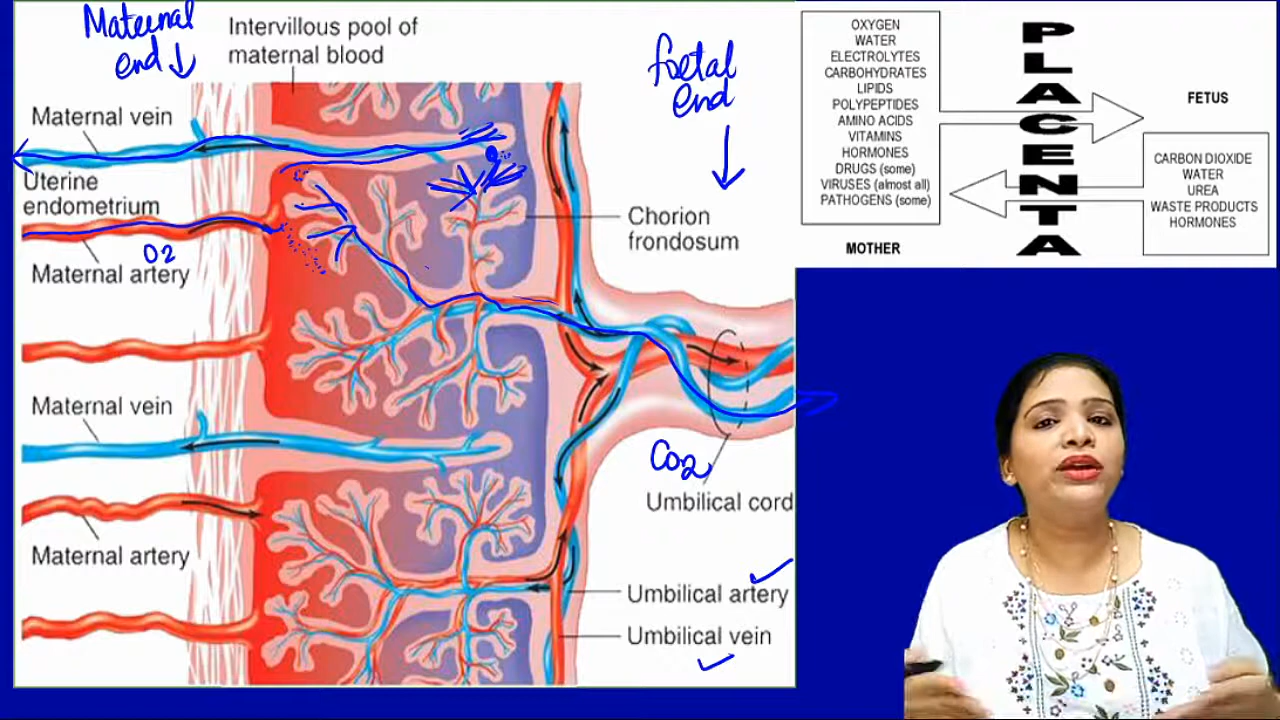 Maternal
end ↓
Intervillous pool of
maternal blood
foetal
end
↓
Maternal vein
Uterine
endometrium
O2
Maternal artery
Chorion
frondosum
Maternal vein
CO2
Umbilical cord
Maternal artery
Umbilical artery
Umbilical vein
OXYGEN
WATER
ELECTROLYTES
CARBOHYDRATES
LIPIDS
POLYPEPTIDES
AMINO ACIDS
VITAMINS
HORMONES
DRUGS (some)
VIRUSES (almost all)
PATHOGENS (some)
MOTHER
PLACENTA
FETUS
CARBON DIOXIDE
WATER
UREA
WASTE PRODUCTS
HORMONES